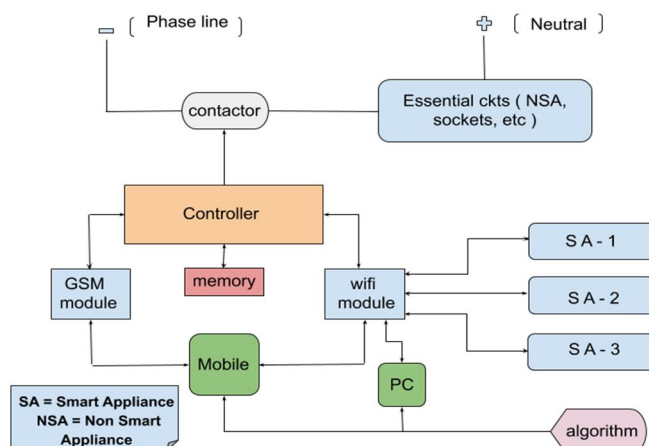 ( Phase line )
( Neutral )
contactor
Essential ckts ( NSA,
sockets, etc )
Controller
S A - 1
GSM
module
memory
wifi
module
S A - 2
S A - 3
Mobile
PC
SA = Smart Appliance
NSA = Non Smart
Appliance
algorithm